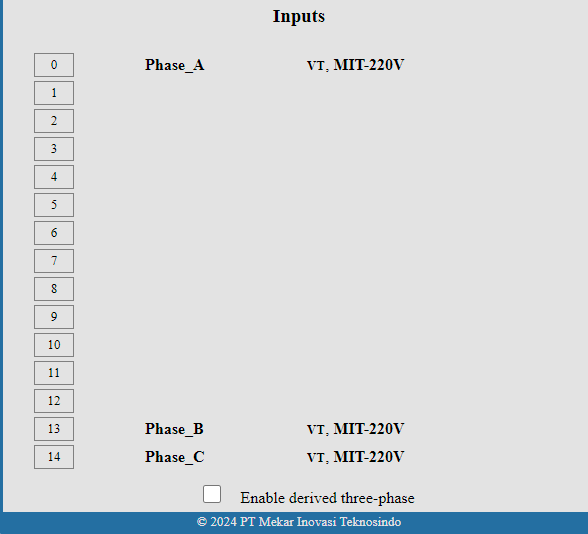 Inputs
0 Phase_A VT, MIT-220V
1
2
3
4
5
6
7
8
9
10
11
12
13 Phase_B VT, MIT-220V
14 Phase_C VT, MIT-220V
Enable derived three-phase
© 2024 PT Mekar Inovasi Teknosindo